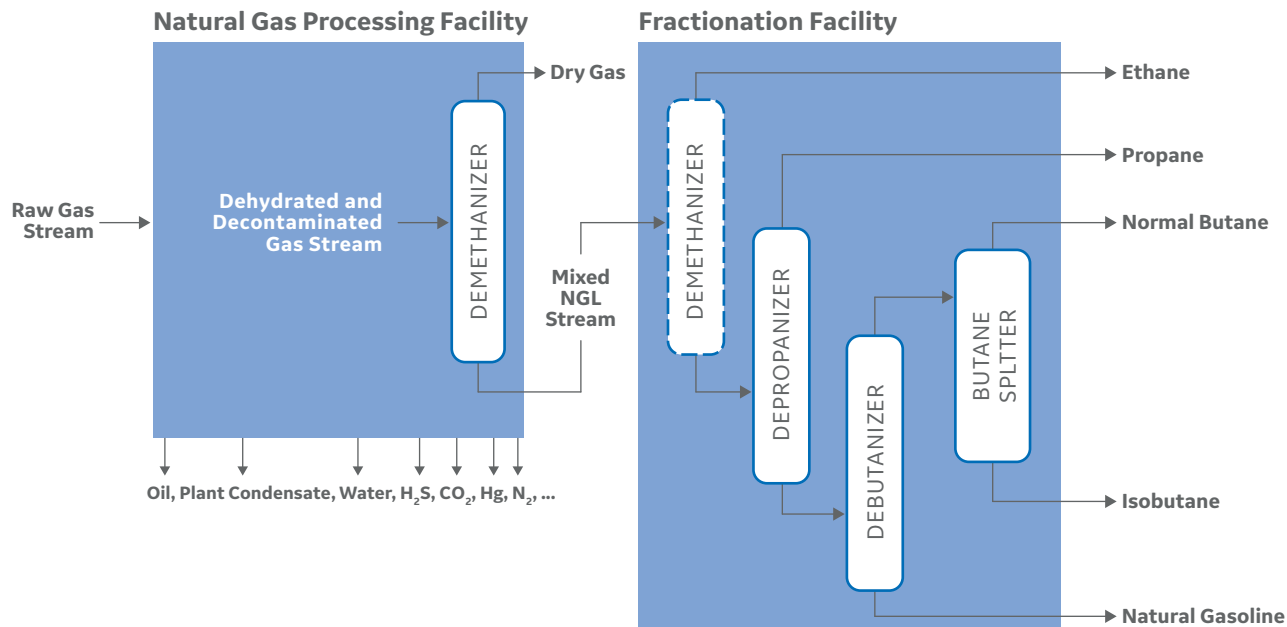 Natural Gas Processing Facility
Fractionation Facility
Dry Gas
Ethane
DEMETHANIZER
DEMETHANIZER
Propane
Raw Gas
Stream
Dehydrated and
Decontaminated
Gas Stream
Normal Butane
Mixed
NGL
Stream
DEPROPANIZER
DEBUTANIZER
BUTANE
SPLTTER
Oil, Plant Condensate, Water, H₂S, CO₂, Hg, N₂, ...
Isobutane
Natural Gasoline